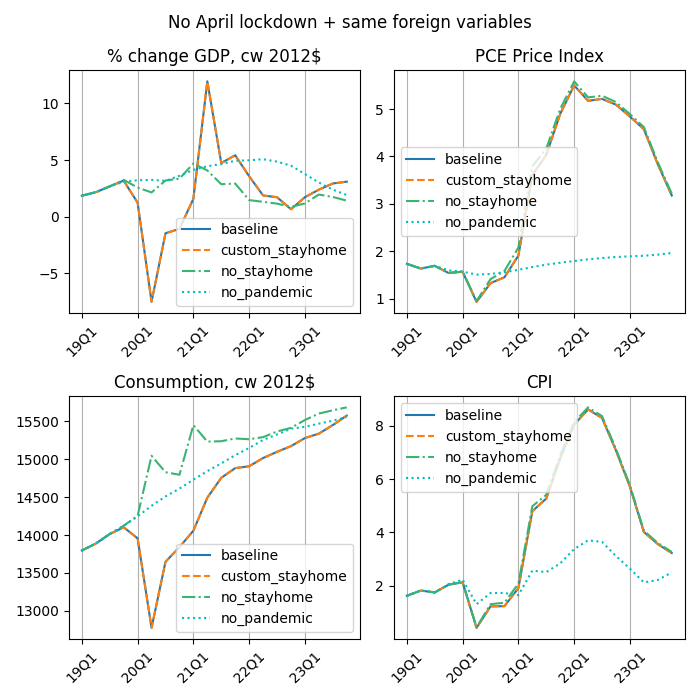 No April lockdown + same foreign variables
% change GDP, cw 2012$
10
5
0
−5
baseline
custom_stayhome
no_stayhome
no_pandemic
19Q1
20Q1
21Q1
22Q1
23Q1
PCE Price Index
5
4
3
2
1
baseline
custom_stayhome
no_stayhome
no_pandemic
19Q1
20Q1
21Q1
22Q1
23Q1
Consumption, cw 2012$
15500
15000
14500
14000
13500
13000
baseline
custom_stayhome
no_stayhome
no_pandemic
19Q1
20Q1
21Q1
22Q1
23Q1
CPI
8
6
4
2
baseline
custom_stayhome
no_stayhome
no_pandemic
19Q1
20Q1
21Q1
22Q1
23Q1